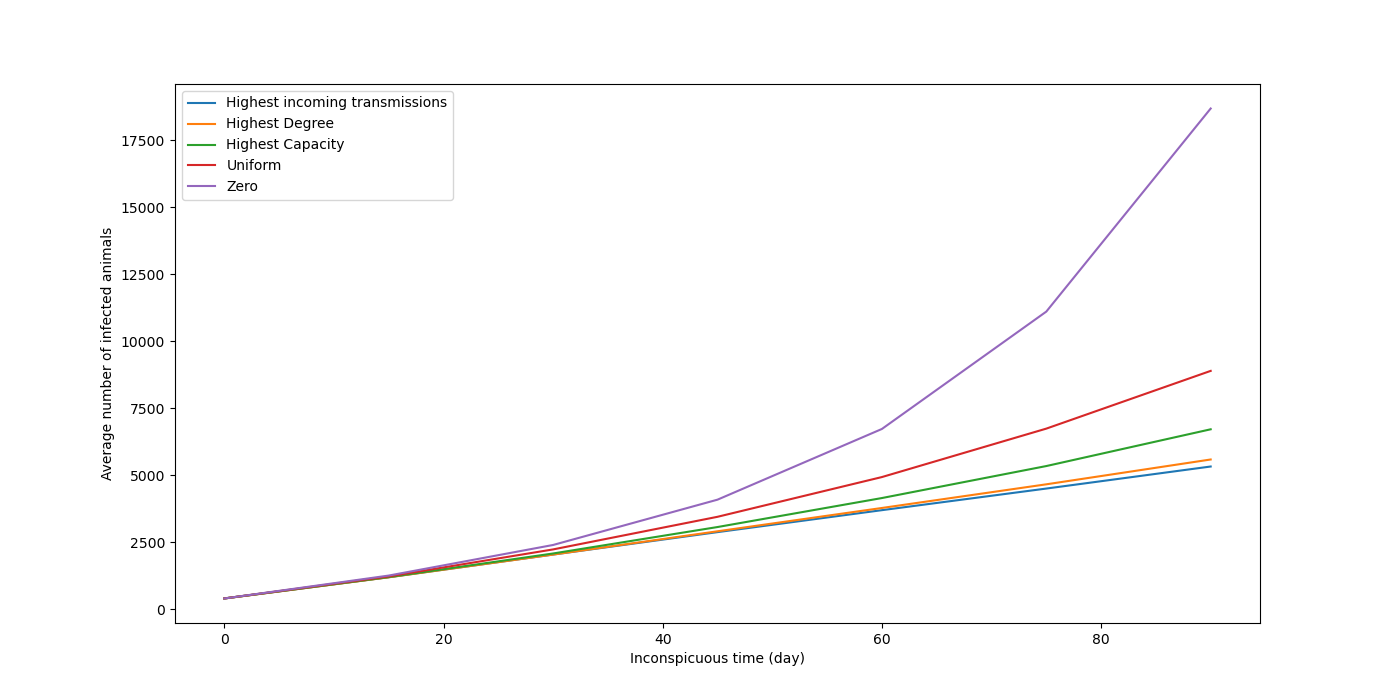 Highest incoming transmissions
Highest Degree
Highest Capacity
Uniform
Zero
17500
15000
12500
10000
7500
5000
2500
0
Average number of infected animals
0 20 40 60 80
Inconspicuous time (day)